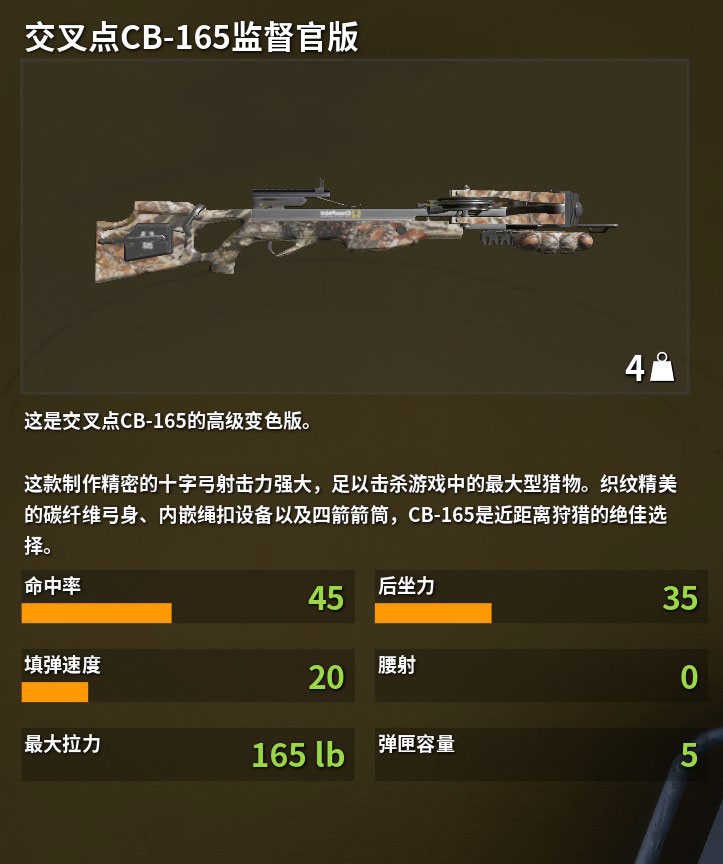 交叉点CB-165监督官版
4
这是交叉点CB-165的高级变色版。
这款制作精密的十字弓射击力强大，足以击杀游戏中的最大型猎物。织纹精美
的碳纤维弓身、内嵌绳扣设备以及四箭箭筒，CB-165是近距离狩猎的绝佳选
择。
命中率 45
后坐力 35
填弹速度 20
腰射 0
最大拉力 165 lb
弹匣容量 5